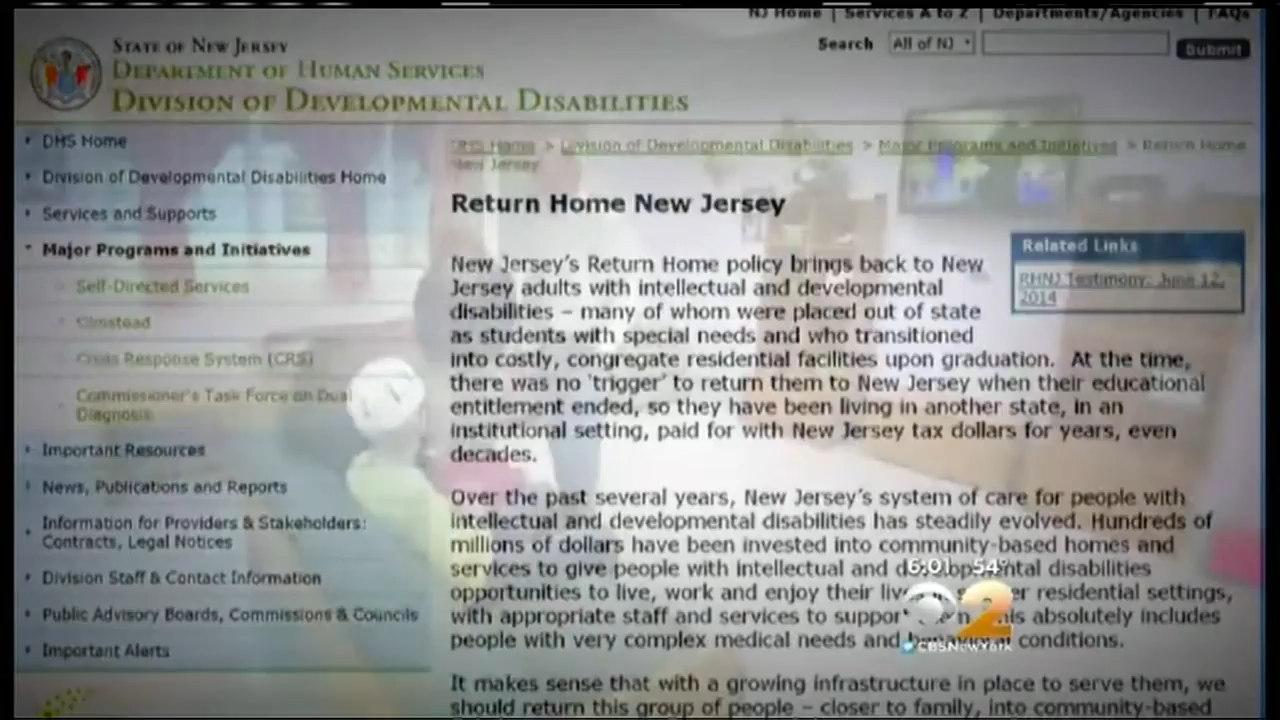 NJ Home | Services A to Z | Departments/Agencies | FAQs
Search All of NJ Submit
STATE OF NEW JERSEY
DEPARTMENT OF HUMAN SERVICES
DIVISION OF DEVELOPMENTAL DISABILITIES
DHS Home
Division of Developmental Disabilities Home
Services and Supports
Major Programs and Initiatives
Self-Directed Services
Olmstead
Crisis Response System (CRS)
Commissioner's Task Force on Dual
Diagnosis
Important Resources
News, Publications and Reports
Information for Providers & Stakeholders:
Contracts, Legal Notices
Division Staff & Contact Information
Public Advisory Boards, Commissions & Councils
Important Alerts
DHS Home > Division of Developmental Disabilities > Major Programs and Initiatives > Return Home
New Jersey
Return Home New Jersey
Related Links
RHNJ Testimony: June 12,
2014
New Jersey's Return Home policy brings back to New
Jersey adults with intellectual and developmental
disabilities – many of whom were placed out of state
as students with special needs and who transitioned
into costly, congregate residential facilities upon graduation. At the time,
there was no 'trigger' to return them to New Jersey when their educational
entitlement ended, so they have been living in another state, in an
institutional setting, paid for with New Jersey tax dollars for years, even
decades.
Over the past several years, New Jersey's system of care for people with
intellectual and developmental disabilities has steadily evolved. Hundreds of
millions of dollars have been invested into community-based homes and
services to give people with intellectual and developmental disabilities
opportunities to live, work and enjoy their residential settings,
with appropriate staff and services to support absolutely includes
people with very complex medical needs and conditions.
It makes sense that with a growing infrastructure in place to serve them, we
should return this group of people – closer to family, into community-based
6:01 54°
2
CBSNewYork